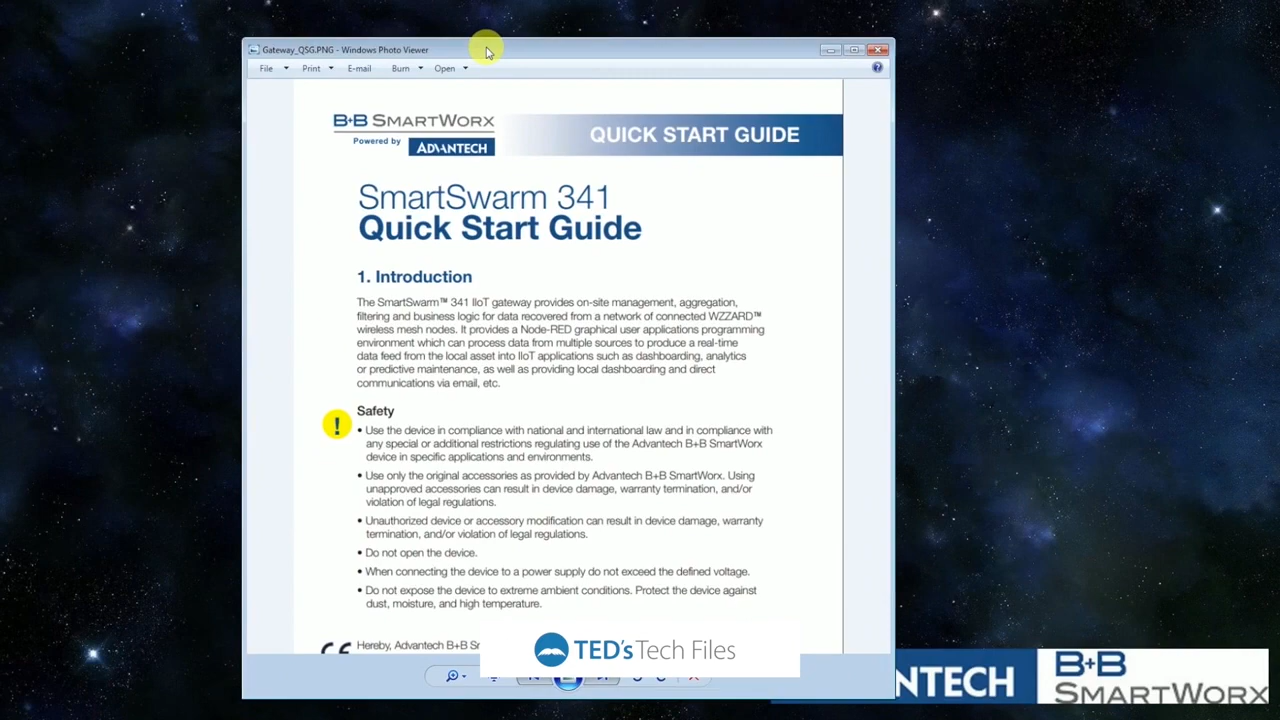 Gateway_QSG.PNG - Windows Photo Viewer
File Print E-mail Burn Open
B+B SMARTWORX
Powered by ADVANTECH
QUICK START GUIDE
SmartSwarm 341
Quick Start Guide
1. Introduction
The SmartSwarm™ 341 IIoT gateway provides on-site management, aggregation,
filtering and business logic for data recovered from a network of connected WZZARD™
wireless mesh nodes. It provides a Node-RED graphical user applications programming
environment which can process data from multiple sources to produce a real-time
data feed from the local asset into IIoT applications such as dashboarding, analytics
or predictive maintenance, as well as providing local dashboarding and direct
communications via email, etc.
Safety
! • Use the device in compliance with national and international law and in compliance with
any special or additional restrictions regulating use of the Advantech B+B SmartWorx
device in specific applications and environments.
• Use only the original accessories as provided by Advantech B+B SmartWorx. Using
unapproved accessories can result in device damage, warranty termination, and/or
violation of legal regulations.
• Unauthorized device or accessory modification can result in device damage, warranty
termination, and/or violation of legal regulations.
• Do not open the device.
• When connecting the device to a power supply do not exceed the defined voltage.
• Do not expose the device to extreme ambient conditions. Protect the device against
dust, moisture, and high temperature.
CE Hereby, Advantech B+B
TED's Tech Files
NTECH
B+B
SMARTWORX